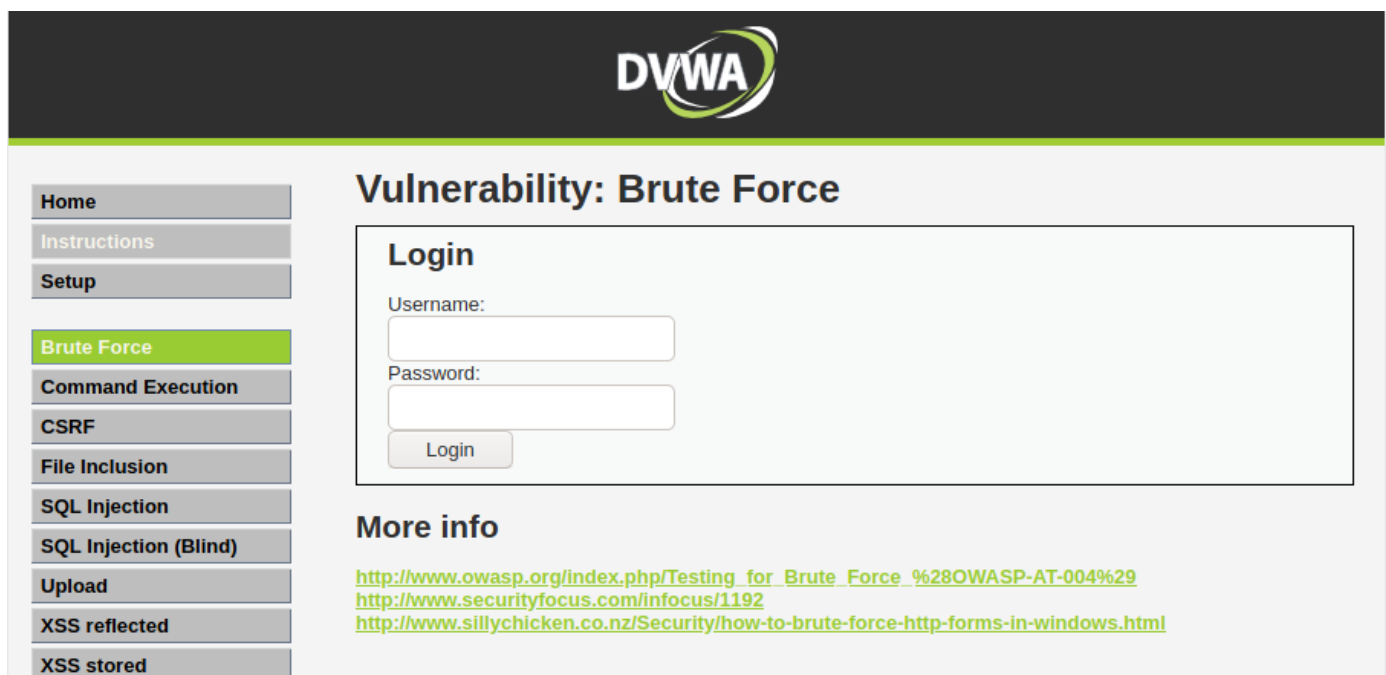 DVWA
Home
Instructions
Setup
Brute Force
Command Execution
CSRF
File Inclusion
SQL Injection
SQL Injection (Blind)
Upload
XSS reflected
XSS stored
Vulnerability: Brute Force
Login
Username:
Password:
Login
More info
http://www.owasp.org/index.php/Testing_for_Brute_Force_%28OWASP-AT-004%29
http://www.securityfocus.com/infocus/1192
http://www.sillychicken.co.nz/Security/how-to-brute-force-http-forms-in-windows.html